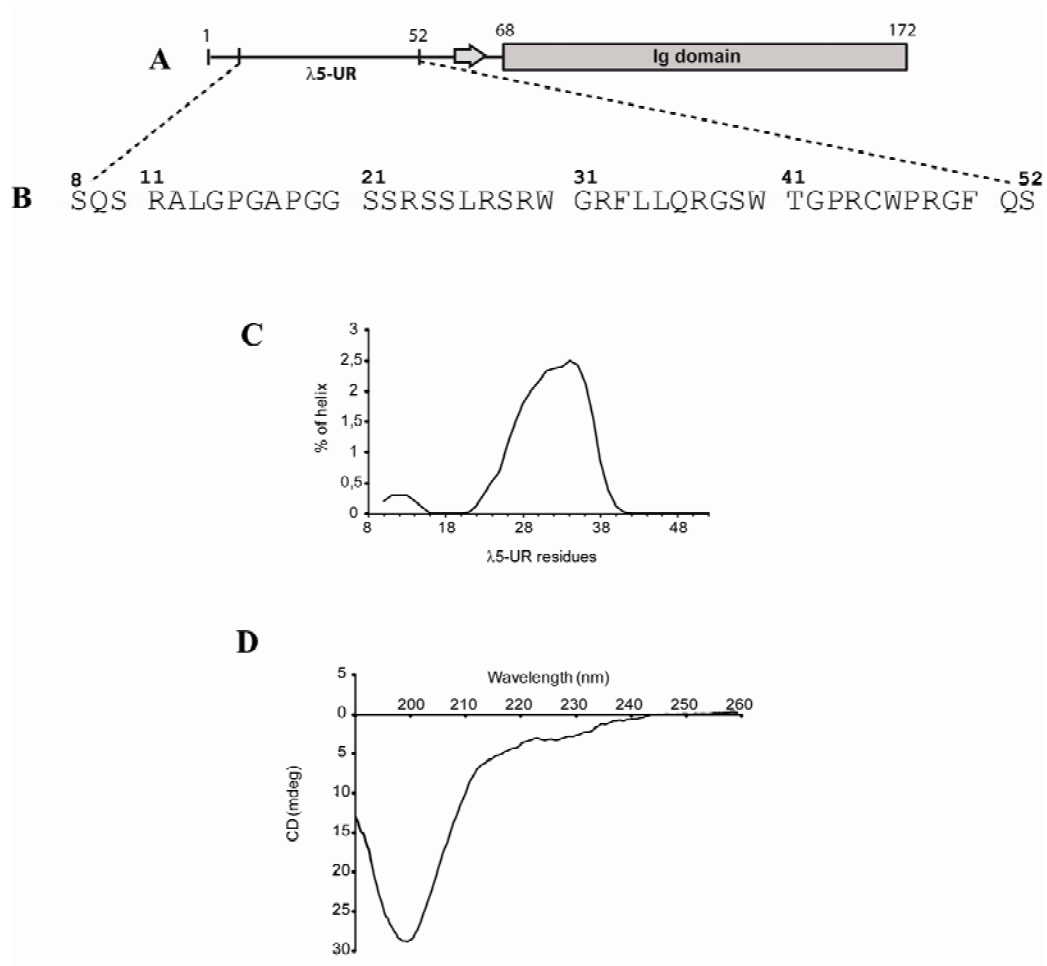 A
1 52 68 172
λ5-UR
Ig domain
B
8 11 21 31 41 52
SQS RALGPGAPGG SSRSSLRSRW GRFLLQRGSW TGPRCWPRGF QS
C
3
2,5
2
1,5
1
0,5
0
% of helix
8 18 28 38 48
λ5-UR residues
D
Wavelength (nm)
200 210 220 230 240 250 260
5
0
5
10
15
20
25
30
CD (mdeg)